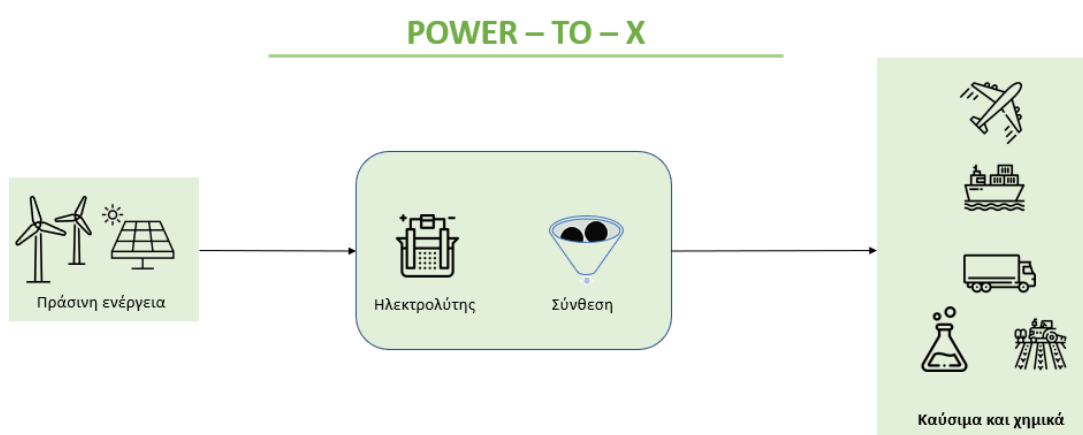 POWER – TO – X
Πράσινη ενέργεια
Ηλεκτρολύτης
Σύνθεση
Καύσιμα και χημικά